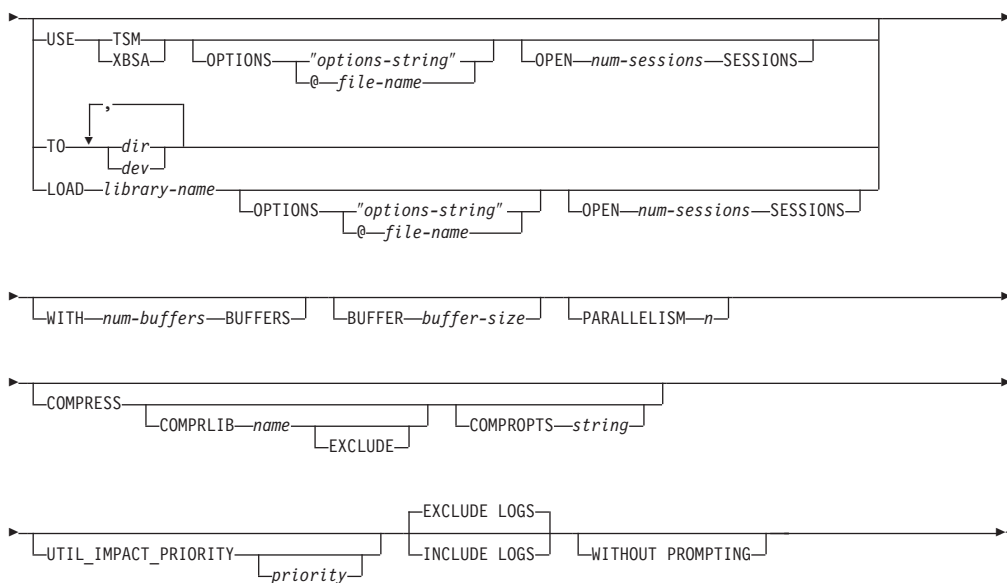 USE TSM OPTIONS "options-string" OPEN num-sessions SESSIONS
XBSA @ file-name
,
TO dir
dev
LOAD library-name
OPTIONS "options-string" OPEN num-sessions SESSIONS
@ file-name
WITH num-buffers BUFFERS BUFFER buffer-size PARALLELISM n
COMPRESS
COMPRLIB name COMPROPTS string
EXCLUDE
EXCLUDE LOGS
UTIL_IMPACT_PRIORITY INCLUDE LOGS WITHOUT PROMPTING
priority